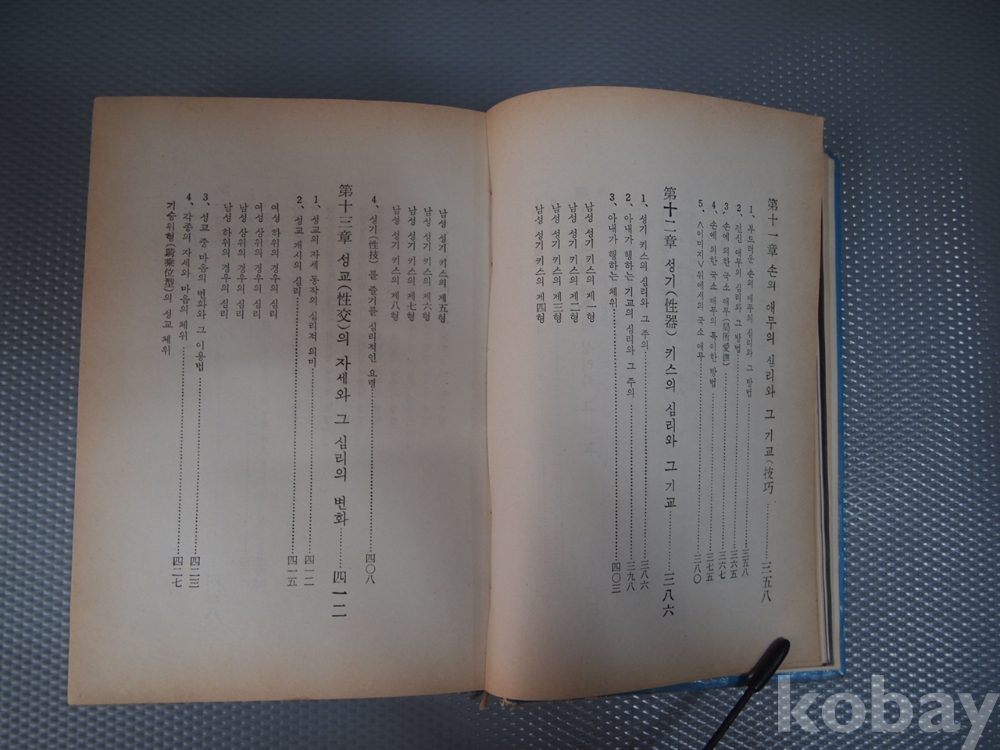 第十一章 손의 애무의 심리와 그 기교(技巧)……三五八
1、부드러운 손의 애무의 심리와 그 방법……三五八
2、전신 애무의 심리와 그 방법……三六五
3、손에 의한 국소 애무(局所愛撫)……三六七
4、손에 의한 국소 애무의 특이한 방법……三七五
5、위에서의 국소 애무……三八〇
第十二章 성기(性器) 키스의 심리와 그 기교……三八六
1、성기 키스의 심리와 그 주의……三八六
2、아내가 행하는 기교의 심리와 그 주의……三九八
3、아내가 행하는 체위……四〇三
남성 성기 키스의 제一형
남성 성기 키스의 제二형
남성 성기 키스의 제三형
남성 성기 키스의 제四형
남성 성기 키스의 제五형
남성 성기 키스의 제六형
남성 성기 키스의 제七형
남성 성기 키스의 제八형
4、성기(性技)를 즐기를 심리적인 요령……四〇八
第十三章 성교(性交)의 자세와 그 심리의 변화……四一二
1、성교의 자세 동작의 심리적 의미……四一二
2、성교 개시의 심리……四一五
여성 하위의 경우의 심리
여성 상위의 경우의 심리
남성 상위의 경우의 심리
남성 하위의 경우의 심리
3、성교 중 마음의 변화와 그 이용법……四二三
4、각종의 자세와 마음의 체위……四二七
기승위형(騎乘位型)의 성교 체위
kobay